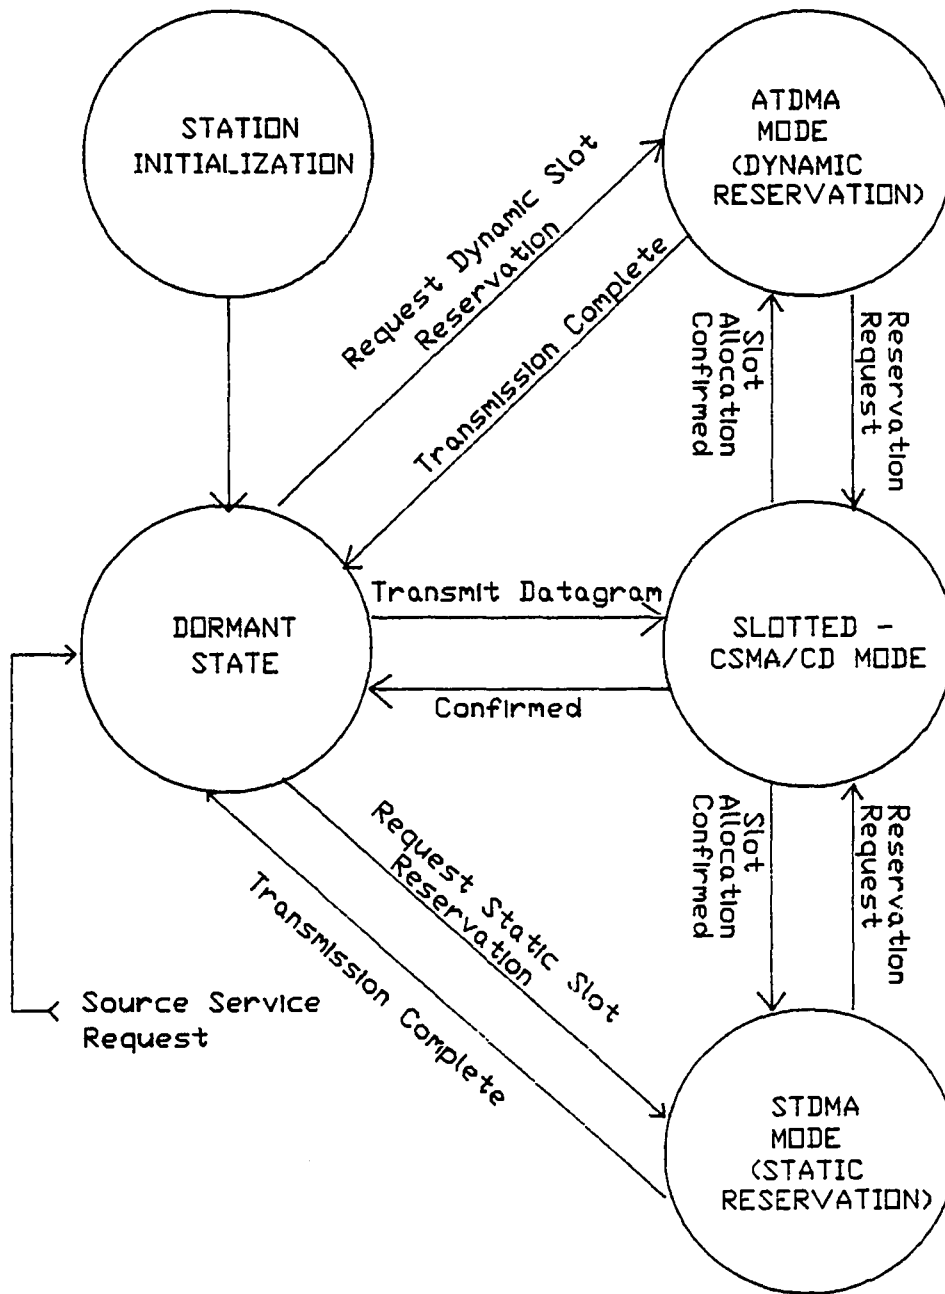 STATION
INITIALIZATION
ATDMA
MODE
(DYNAMIC
RESERVATION)
Request Dynamic Slot
Reservation
Transmission Complete
Slot
Allocation
Confirmed
Reservation
Request
DORMANT
STATE
Transmit Datagram
Confirmed
SLOTTED -
CSMA/CD MODE
Source Service
Request
Request Static Slot
Reservation
Transmission Complete
Slot
Allocation
Confirmed
Reservation
Request
STDMA
MODE
(STATIC
RESERVATION)